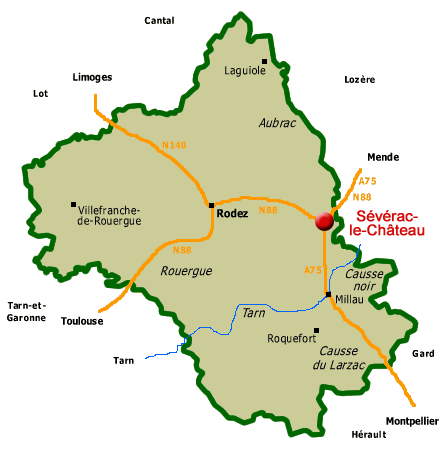 Cantal
Limoges
Laguiole
Lozère
Lot
Aubrac
N140
Mende
A75
N88
Villefranche-
de-Rouergue
Rodez
N88
Sévérac-
le-Château
N88
Rouergue
A75
Causse
noir
Millau
Tarn-et-
Garonne
Toulouse
Tarn
Roquefort
Causse
du Larzac
Tarn
Gard
Montpellier
Hérault